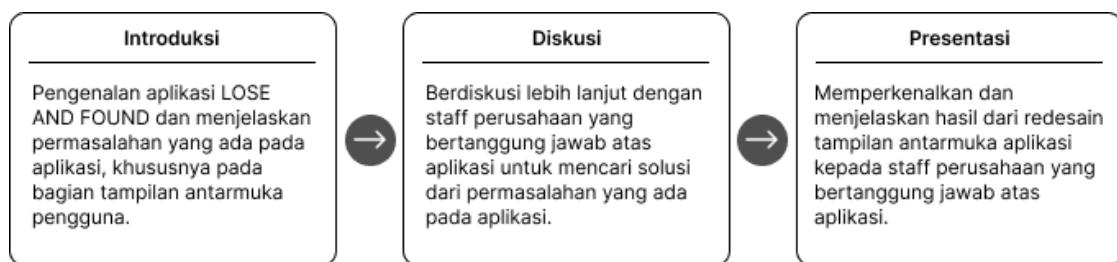 Introduksi
Pengenalan aplikasi LOSE
AND FOUND dan menjelaskan
permasalahan yang ada pada
aplikasi, khususnya pada
bagian tampilan antarmuka
pengguna.
Diskusi
Berdiskusi lebih lanjut dengan
staff perusahaan yang
bertanggung jawab atas
aplikasi untuk mencari solusi
dari permasalahan yang ada
pada aplikasi.
Presentasi
Memperkenalkan dan
menjelaskan hasil dari redesain
tampilan antarmuka aplikasi
kepada staff perusahaan yang
bertanggung jawab atas
aplikasi.